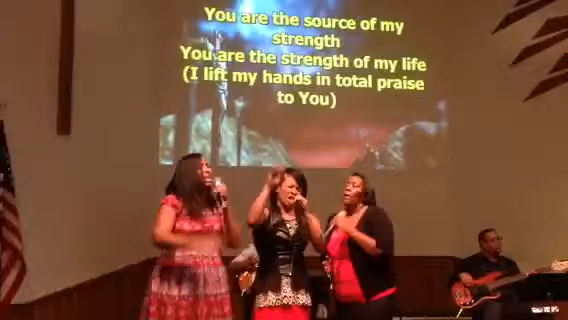 You are the source of my
strength
You are the strength of my life
(I lift my hands in total praise
to You)